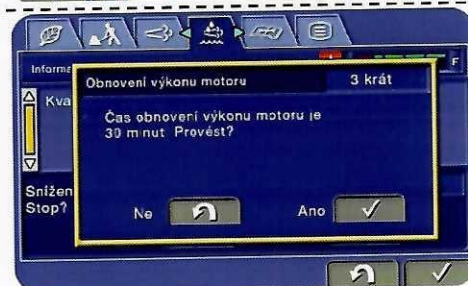 Informa
F
Obnovení výkonu motoru 3 krát
Kva
Čas obnovení výkonu motoru je
30 minut Provést?
Snížen
Stop?
Ne
Ano